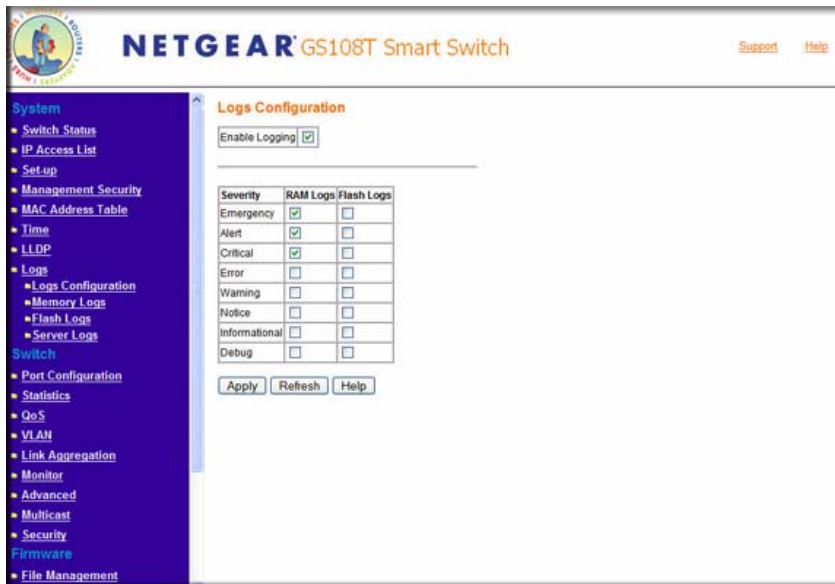 NETGEAR GS108T Smart Switch
Support
Help
System
Switch Status
IP Access List
Set-up
Management Security
MAC Address Table
Time
LLDP
Logs
Logs Configuration
Memory Logs
Flash Logs
Server Logs
Switch
Port Configuration
Statistics
QoS
VLAN
Link Aggregation
Monitor
Advanced
Multicast
Security
Firmware
File Management
Logs Configuration
Enable Logging
Severity RAM Logs Flash Logs
Emergency
Alert
Critical
Error
Warning
Notice
Informational
Debug
Apply Refresh Help